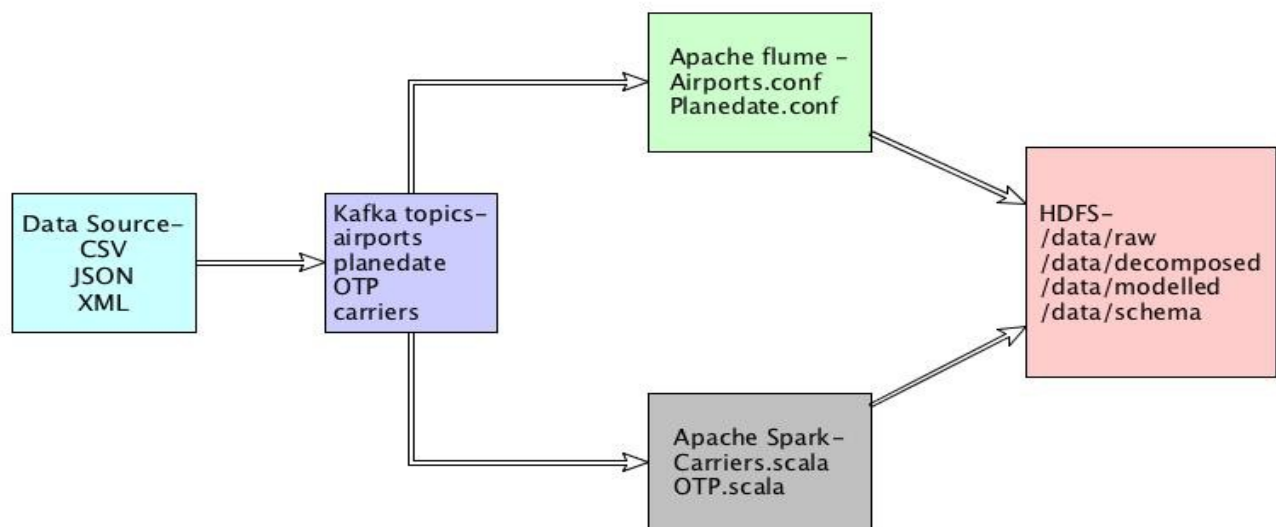 Data Source-
CSV
JSON
XML
Kafka topics-
airports
planedate
OTP
carriers
Apache flume -
Airports.conf
Planedate.conf
Apache Spark-
Carriers.scala
OTP.scala
HDFS-
/data/raw
/data/decomposed
/data/modelled
/data/schema